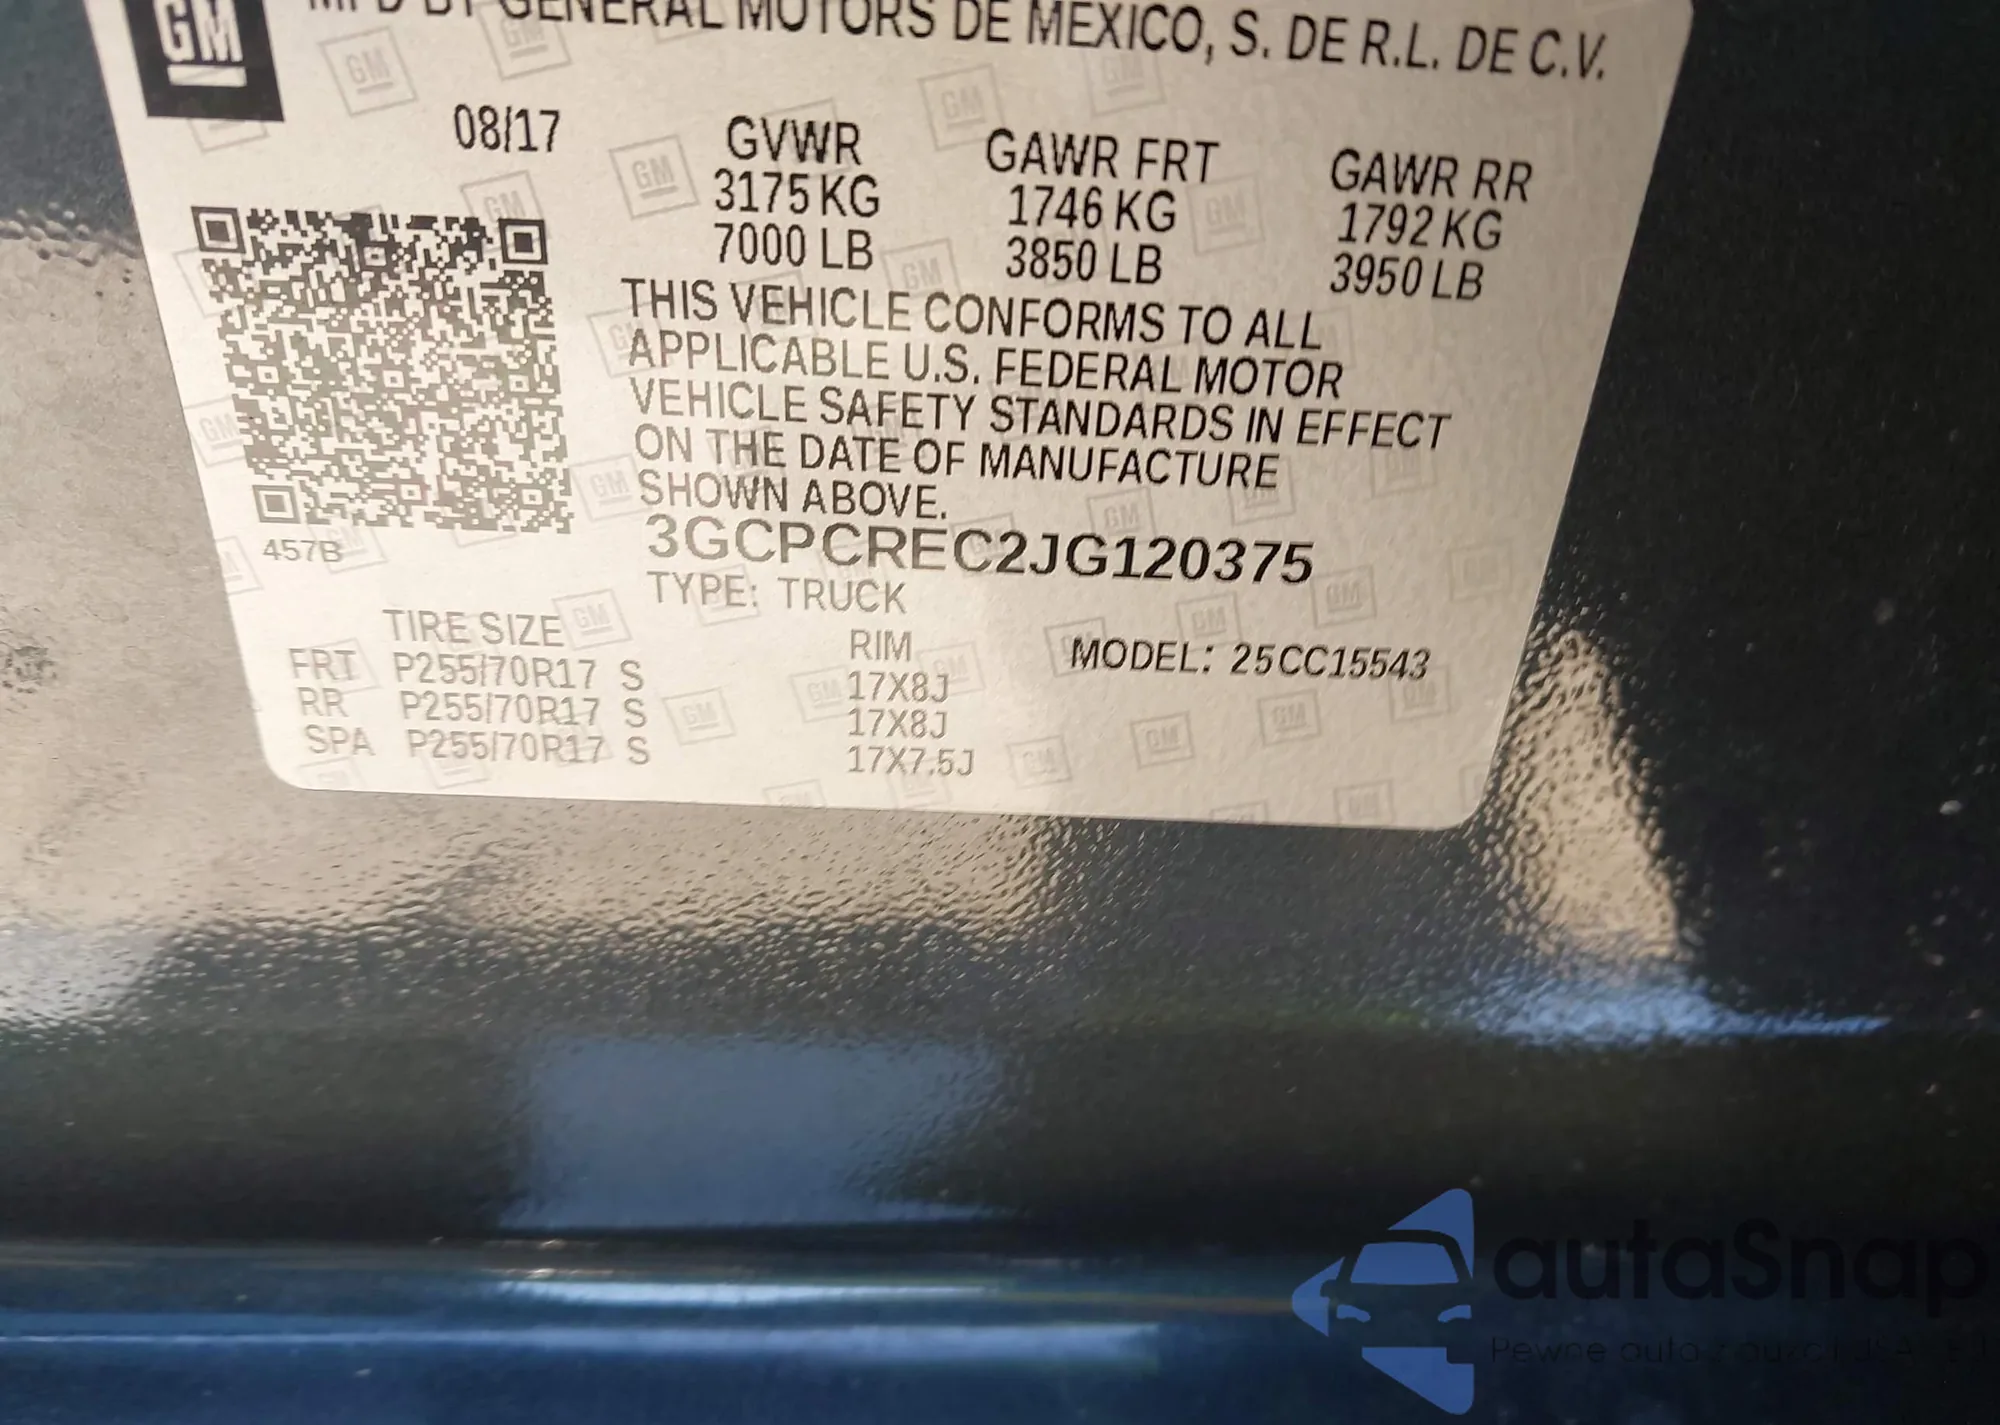 GM
MFD BY GENERAL MOTORS DE MEXICO, S. DE R.L. DE C.V.
08/17
GVWR GAWR FRT GAWR RR
3175 KG 1746 KG 1792 KG
7000 LB 3850 LB 3950 LB
THIS VEHICLE CONFORMS TO ALL
APPLICABLE U.S. FEDERAL MOTOR
VEHICLE SAFETY STANDARDS IN EFFECT
ON THE DATE OF MANUFACTURE
SHOWN ABOVE.
457B
3GCPCREC2JG120375
TYPE: TRUCK
TIRE SIZE RIM MODEL: 25CC15543
FRT P255/70R17 S 17X8J
RR P255/70R17 S 17X8J
SPA P255/70R17 S 17X7.5J
autaSnap
Pewne auto z